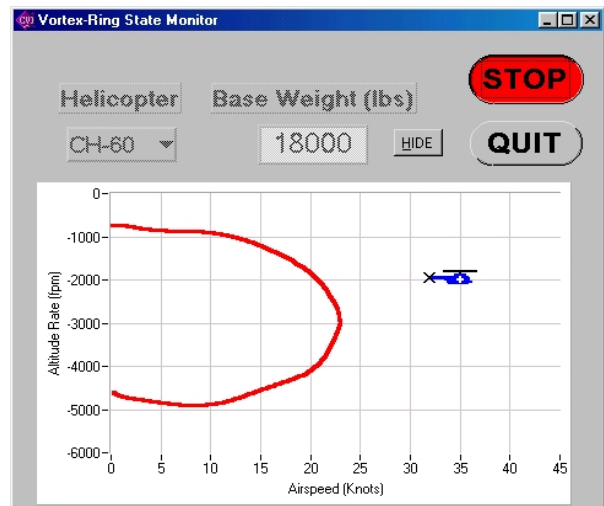 CVI Vortex-Ring State Monitor
STOP
Helicopter Base Weight (lbs)
CH-60 18000 HIDE QUIT
0
-1000
-2000
-3000
-4000
-5000
-6000
Altitude Rate (fpm)
0 5 10 15 20 25 30 35 40 45
Airspeed (Knots)